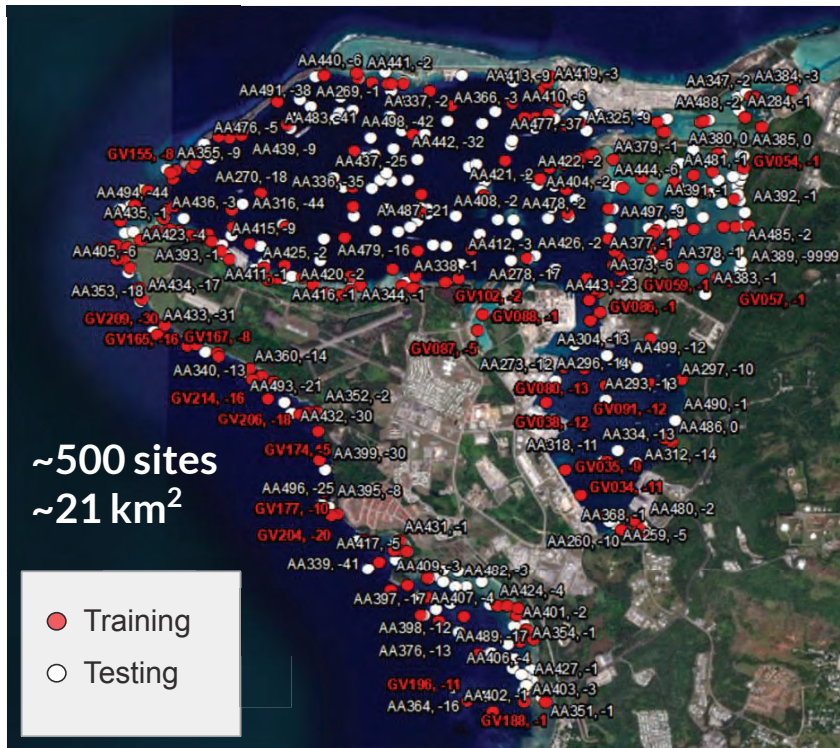 AA440, -6
AA441, -2
AA413, -9
AA419, -3
AA347, -2
AA384, -3
AA491, -38
AA269, -1
AA337, -2
AA366, -3
AA410, -6
AA488, -2
AA284, -1
AA476, -5
AA483, -41
AA498, -42
AA477, -37
AA325, -9
AA442, -32
AA380, 0
AA385, 0
GV155, -8
AA355, -9
AA439, -9
AA437, -25
AA422, -2
AA379, -1
AA481, -1
GV054, -1
AA270, -18
AA336, -35
AA421, -2
AA404, -2
AA444, -6
AA391, -1
AA494, -44
AA436, -3
AA316, -44
AA487, -21
AA408, -2
AA478, -2
AA392, -1
AA435, -1
AA497, -9
AA423, -4
AA415, -9
AA485, -2
AA405, -6
AA393, -1
AA425, -2
AA479, -16
AA412, -3
AA426, -2
AA377, -1
AA378, -1
AA389, -9999
AA411, -1
AA420, -2
AA338, -1
AA278, -17
AA373, -6
AA383, -1
AA353, -18
AA434, -17
AA416, -1
AA344, -1
GV102, -2
AA443, -23
GV059, -1
GV057, -1
GV209, -30
AA433, -31
GV088, -1
GV086, -1
GV165, -16
GV167, -8
GV087, -5
AA304, -13
AA499, -12
AA340, -13
AA360, -14
AA273, -12
AA296, -14
AA297, -10
AA493, -21
GV080, -13
AA293, -13
GV214, -16
AA352, -2
GV091, -12
AA490, -1
GV206, -18
AA432, -30
GV038, -12
AA334, -13
AA486, 0
GV174, -5
AA399, -30
AA318, -11
AA312, -14
~500 sites
~21 km²
GV035, -9
AA496, -25
AA395, -8
GV034, -11
GV177, -10
AA368, -1
AA480, -2
GV204, -20
AA431, -1
AA260, -10
AA259, -5
AA417, -5
AA339, -41
AA409, -3
AA482, -3
AA424, -4
AA397, -17
AA407, -4
AA401, -2
AA398, -12
AA489, -17
AA354, -1
AA376, -13
AA406, -4
AA427, -1
GV196, -11
AA402, -1
AA403, -3
AA364, -16
AA351, -1
GV188, -1
Training
Testing